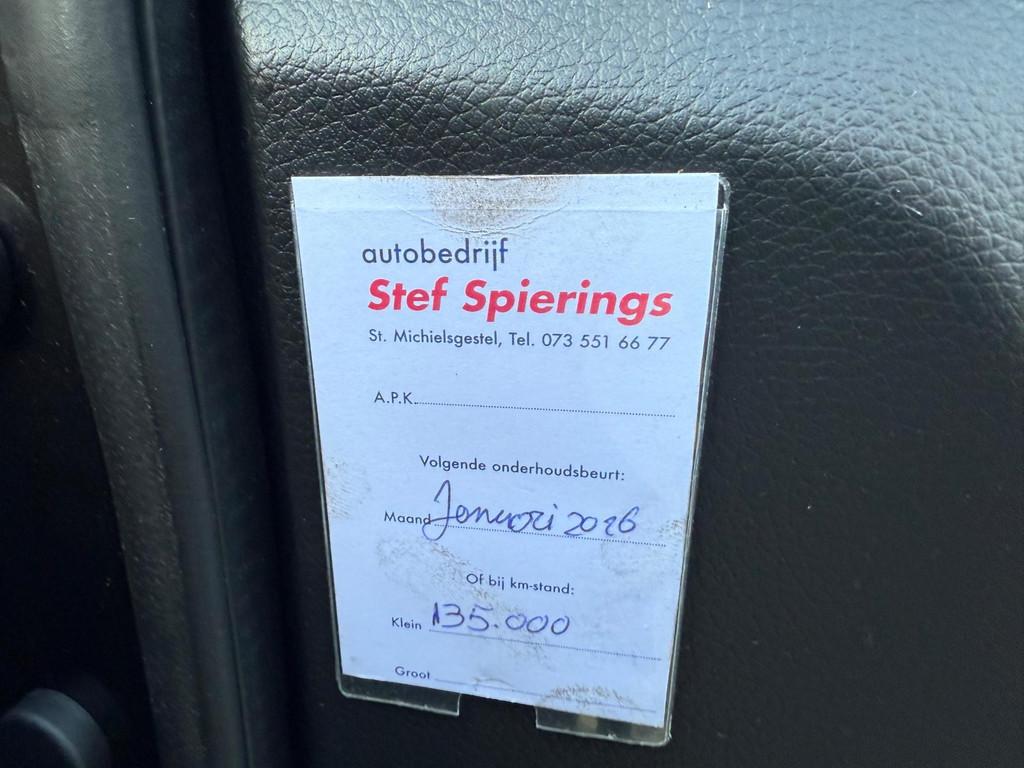 autobedrijf
Stef Spierings
St. Michielsgestel, Tel. 073 551 66 77
A.P.K.
Volgende onderhoudsbeurt:
Maand Januari 2026
Of bij km-stand:
Klein 135.000
Groot